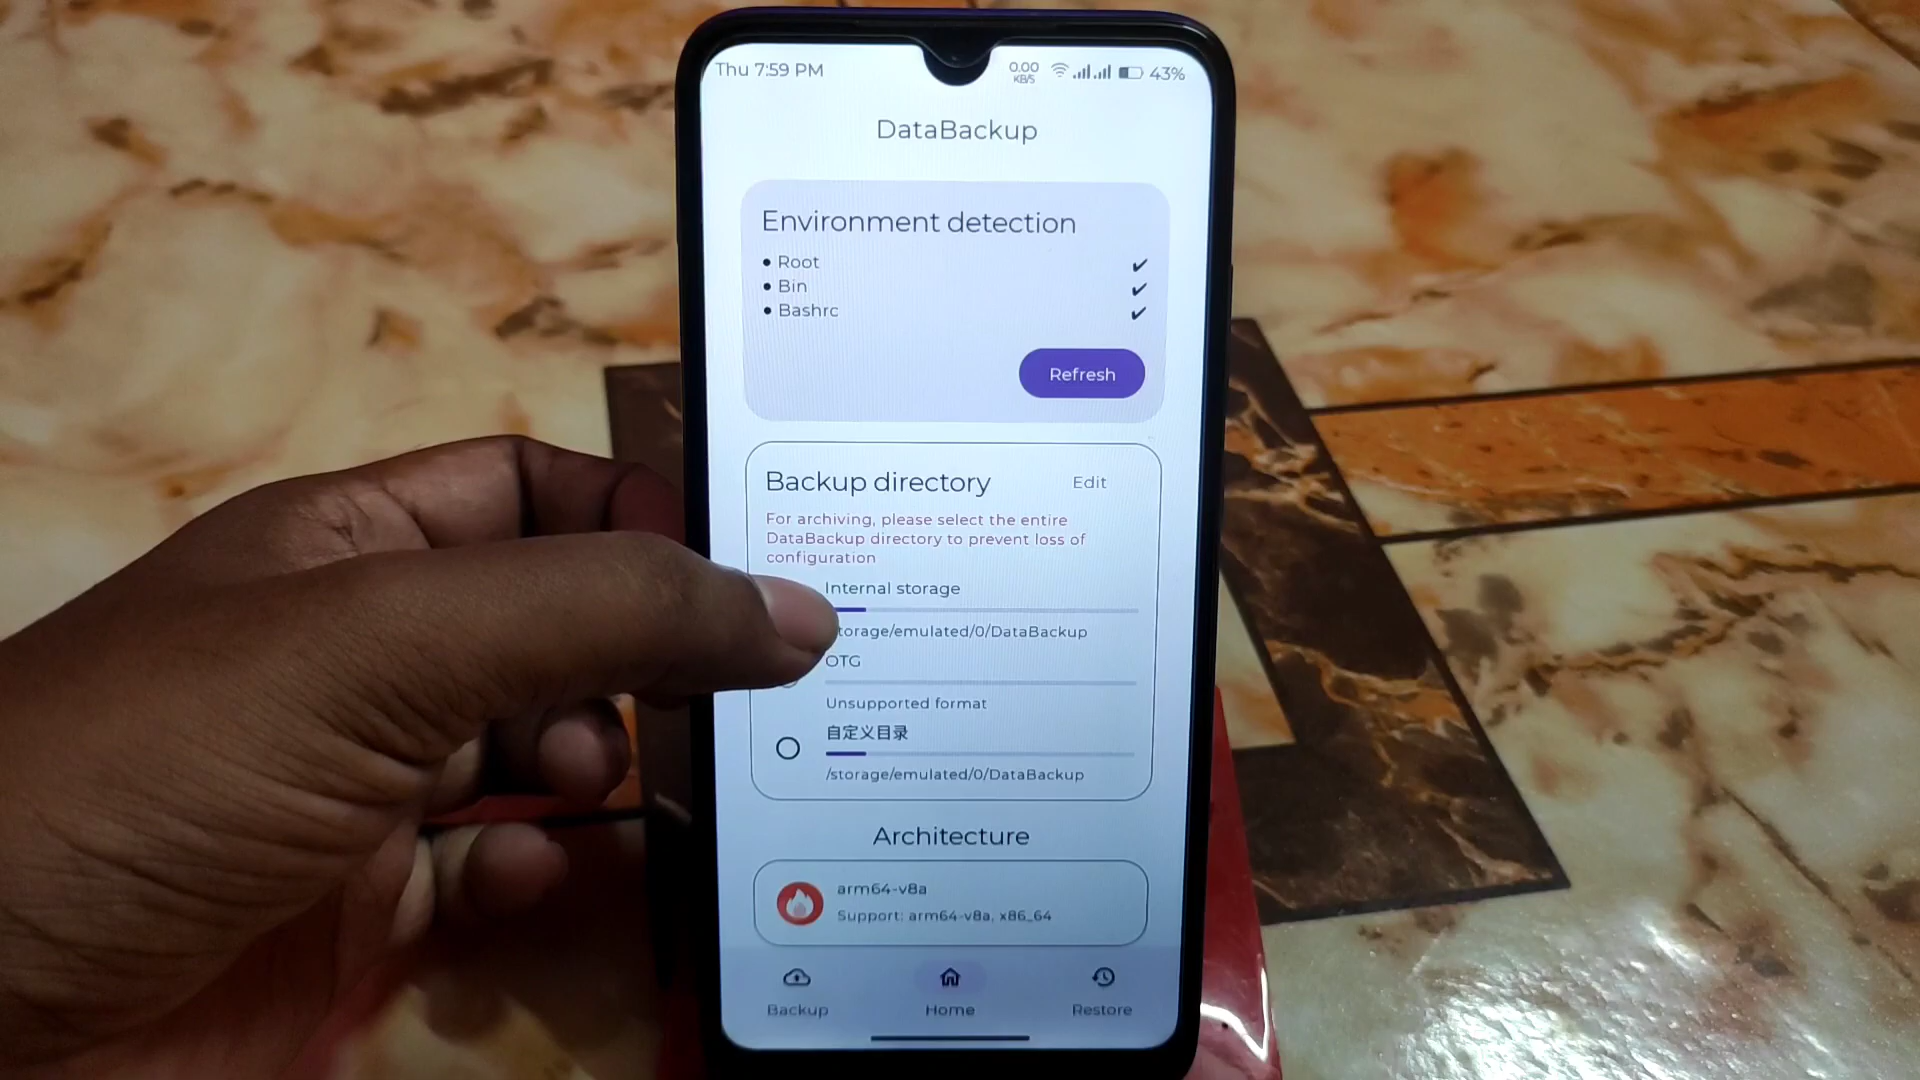 Thu 7:59 PM
0.00
KB/S
43%
DataBackup
Environment detection
• Root ✔
• Bin ✔
• Bashrc ✔
Refresh
Backup directory
Edit
For archiving, please select the entire
DataBackup directory to prevent loss of
configuration
Internal storage
torage/emulated/0/DataBackup
OTG
Unsupported format
自定义目录
/storage/emulated/0/DataBackup
Architecture
arm64-v8a
Support: arm64-v8a, x86_64
Backup
Home
Restore